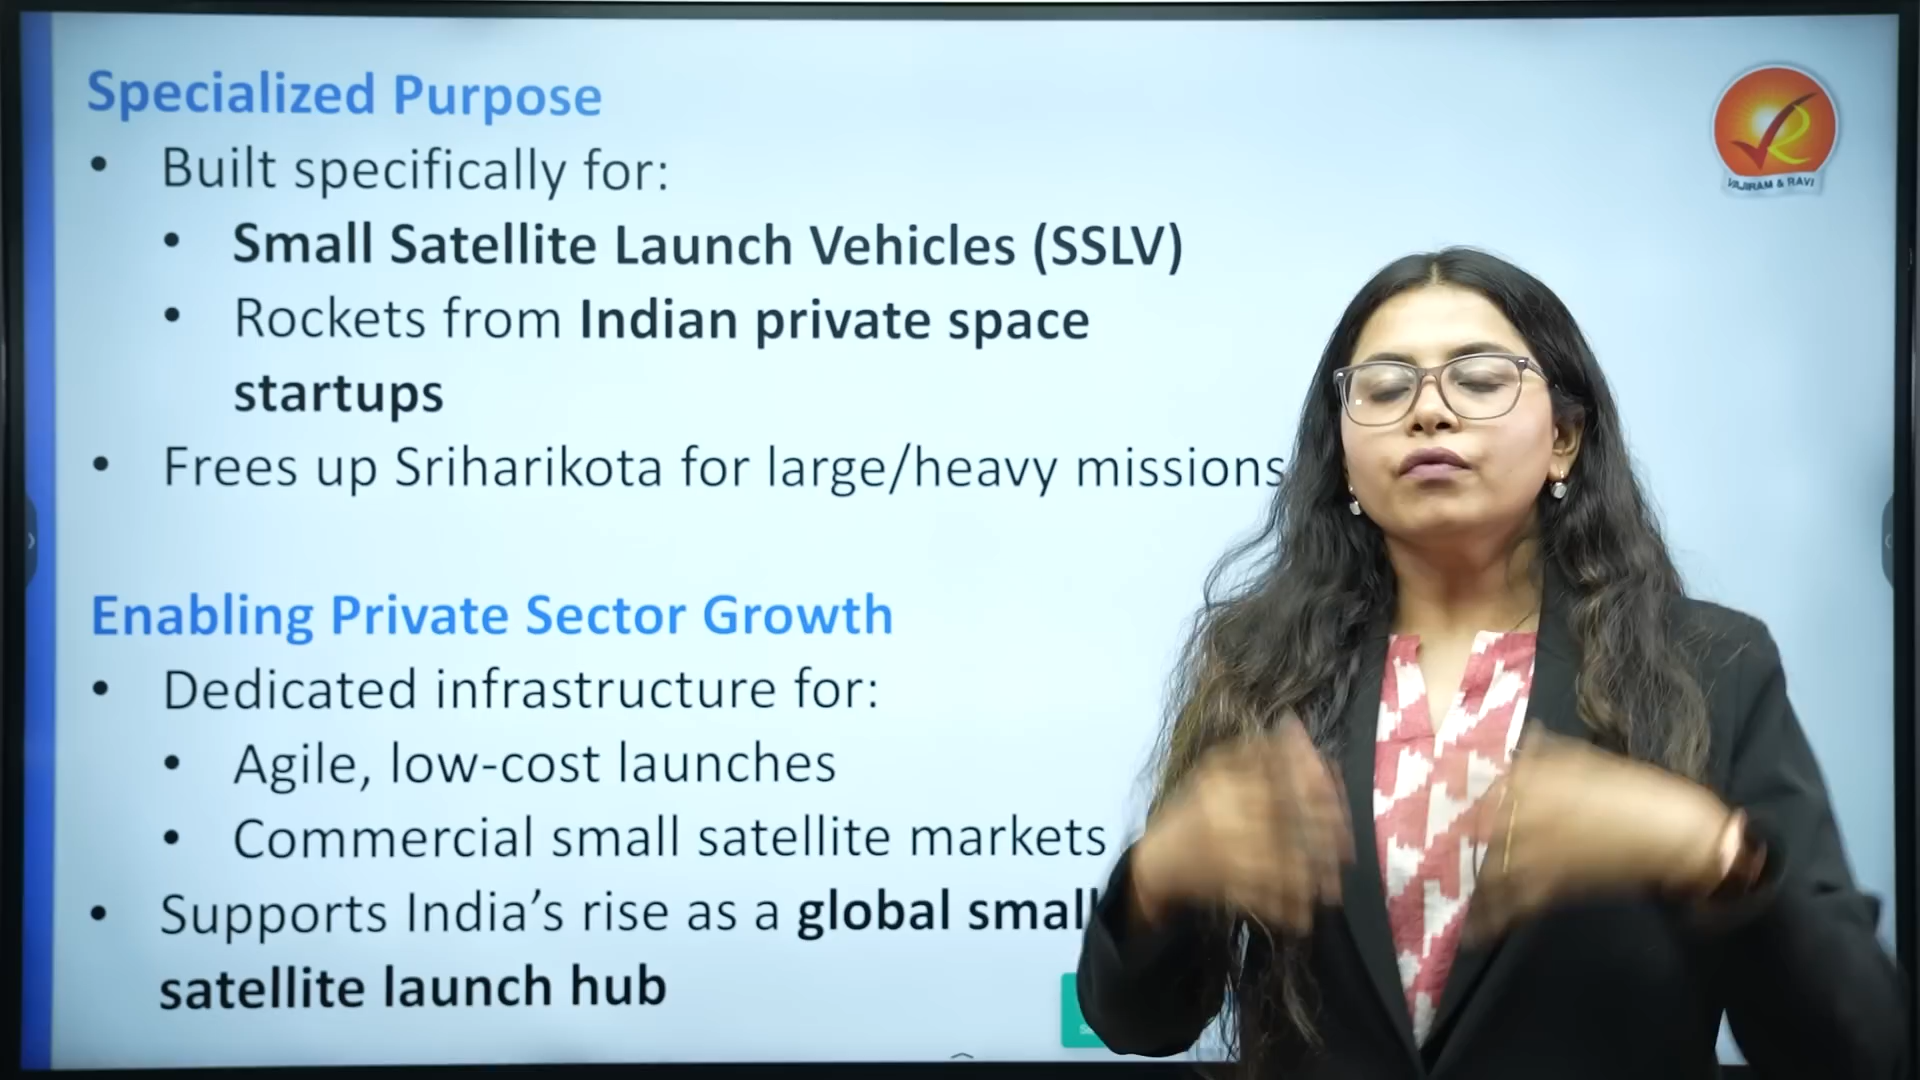 Specialized Purpose
• Built specifically for:
• Small Satellite Launch Vehicles (SSLV)
• Rockets from Indian private space
startups
• Frees up Sriharikota for large/heavy missions
Enabling Private Sector Growth
• Dedicated infrastructure for:
• Agile, low-cost launches
• Commercial small satellite markets
• Supports India’s rise as a global small
satellite launch hub
VAJIRAM & RAVI